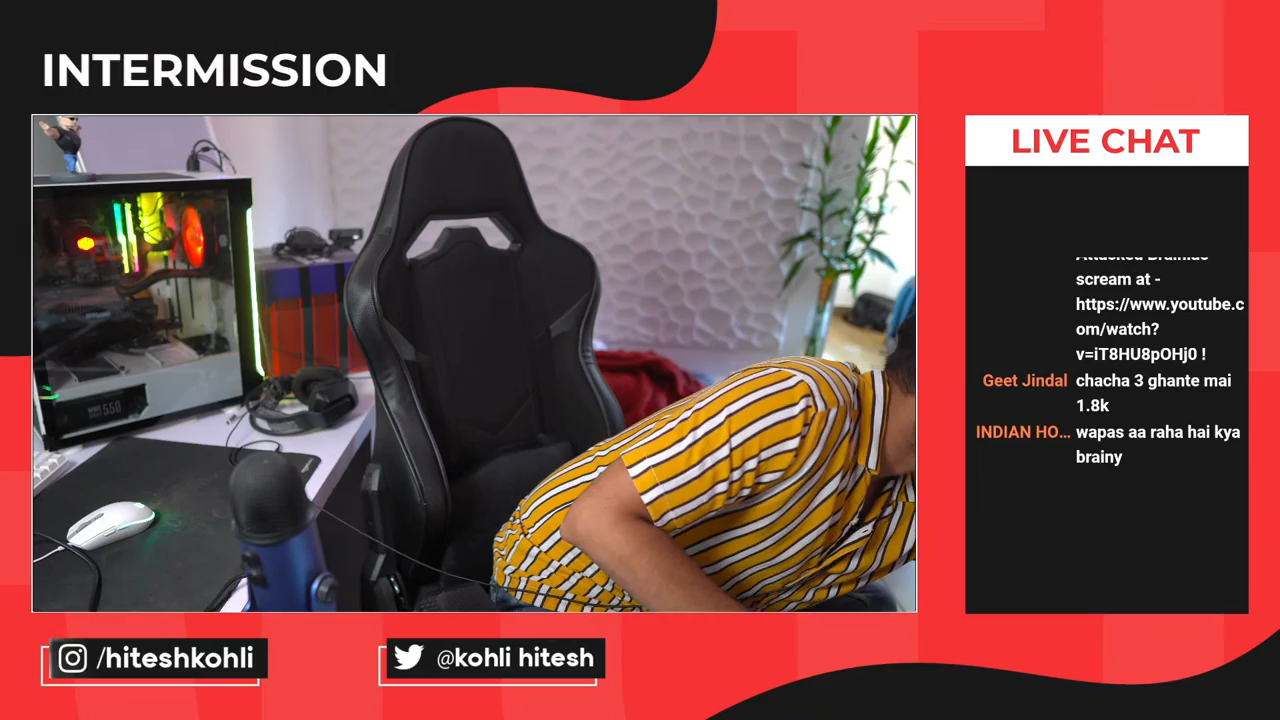 INTERMISSION
LIVE CHAT
scream at -
https://www.youtube.c
om/watch?
v=iT8HU8pOHj0 !
Geet Jindal chacha 3 ghante mai
1.8k
INDIAN HO... wapas aa raha hai kya
brainy
550
/hiteshkohli
@kohli hitesh